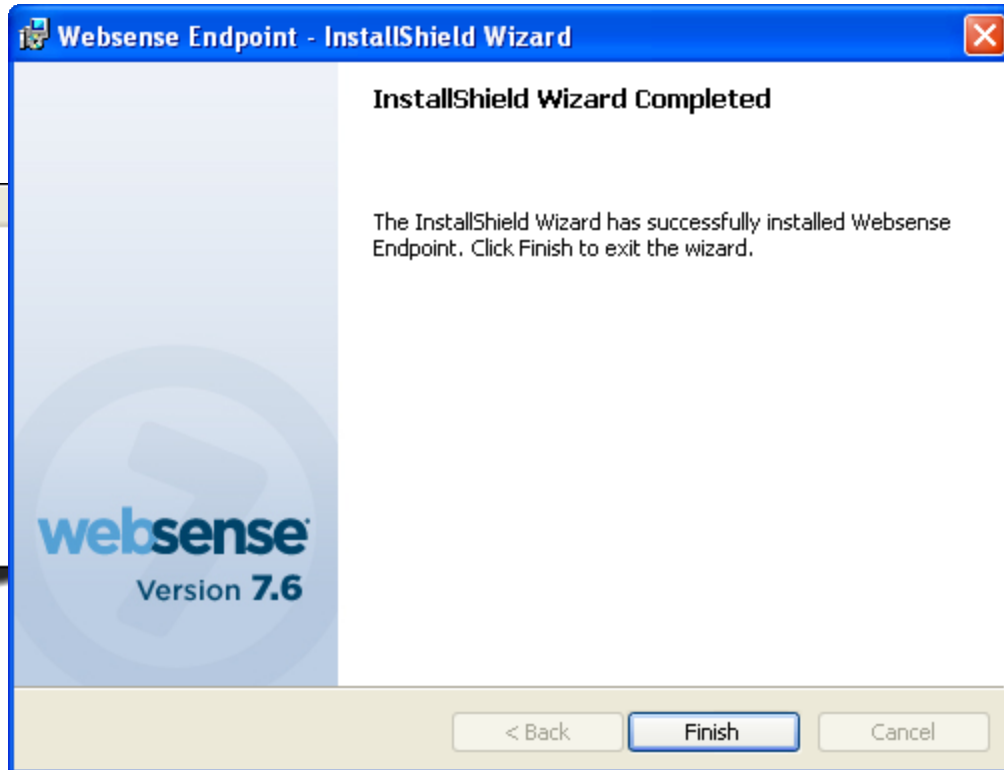 Websense Endpoint - InstallShield Wizard
InstallShield Wizard Completed
The InstallShield Wizard has successfully installed Websense
Endpoint. Click Finish to exit the wizard.
websense
Version 7.6
< Back
Finish
Cancel